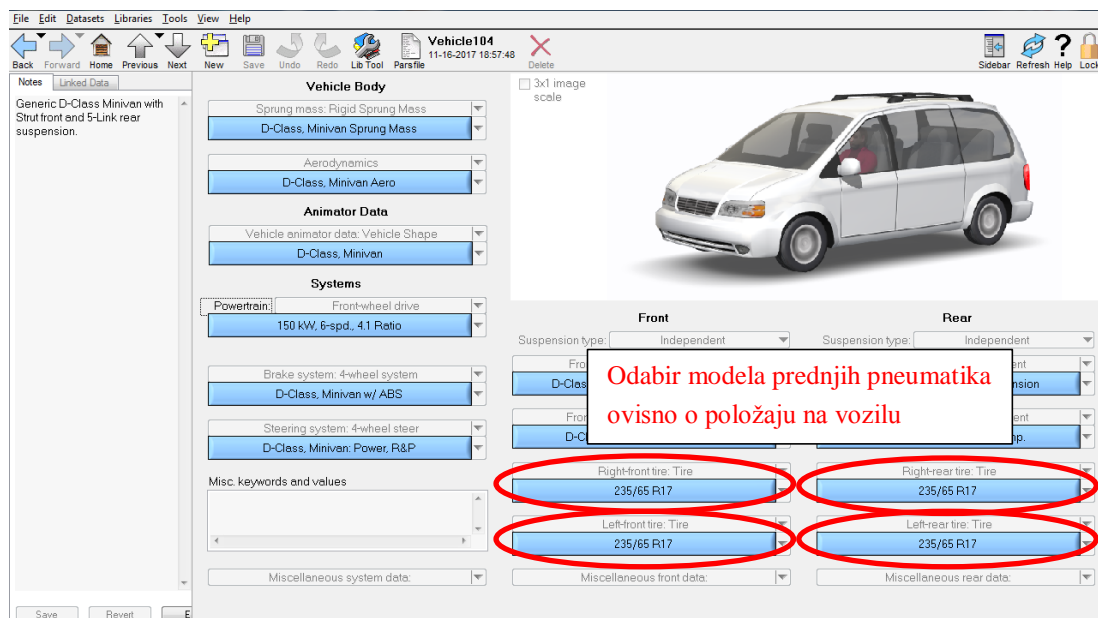 File Edit Datasets Libraries Tools View Help
Back Forward Home Previous Next New Save Undo Redo Lib Tool Parsfile Vehicle104 Delete Sidebar Refresh Help Lock
11-16-2017 18:57:48
Notes Linked Data
Generic D-Class Minivan with
Strut front and 5-Link rear
suspension.
Vehicle Body
Sprung mass: Rigid Sprung Mass
D-Class, Minivan Sprung Mass
Aerodynamics
D-Class, Minivan Aero
Animator Data
Vehicle animator data: Vehicle Shape
D-Class, Minivan
Systems
Powertrain: Front-wheel drive
150 kW, 6-spd., 4.1 Ratio
Brake system: 4-wheel system
D-Class, Minivan w/ ABS
Steering system: 4-wheel steer
D-Class, Minivan: Power, R&P
Misc. keywords and values
Miscellaneous system data:
3x1 image
scale
Front
Suspension type: Independent
Odabir modela prednjih pneumatika
ovisno o položaju na vozilu
Right-front tire: Tire
235/65 R17
Left-front tire: Tire
235/65 R17
Miscellaneous front data:
Rear
Suspension type: Independent
Right-rear tire: Tire
235/65 R17
Left-rear tire: Tire
235/65 R17
Miscellaneous rear data:
Save Revert E